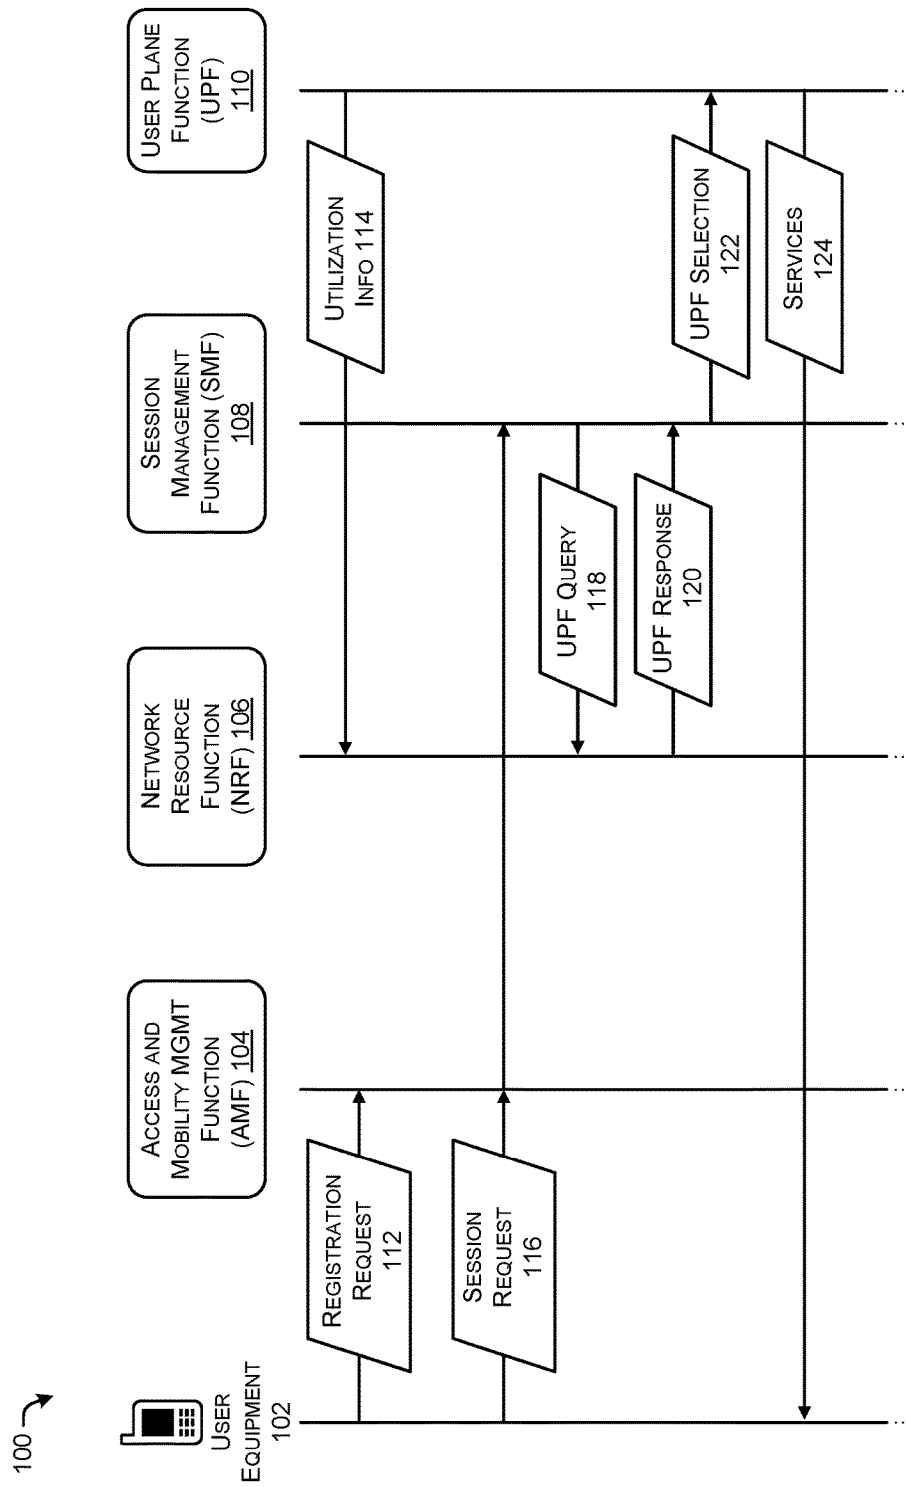 100
USER
EQUIPMENT
102
ACCESS AND
MOBILITY MGMT
FUNCTION
(AMF) 104
NETWORK
RESOURCE
FUNCTION
(NRF) 106
SESSION
MANAGEMENT
FUNCTION (SMF)
108
USER PLANE
FUNCTION
(UPF)
110
REGISTRATION
REQUEST
112
UTILIZATION
INFO 114
SESSION
REQUEST
116
UPF QUERY
118
UPF RESPONSE
120
UPF SELECTION
122
SERVICES
124